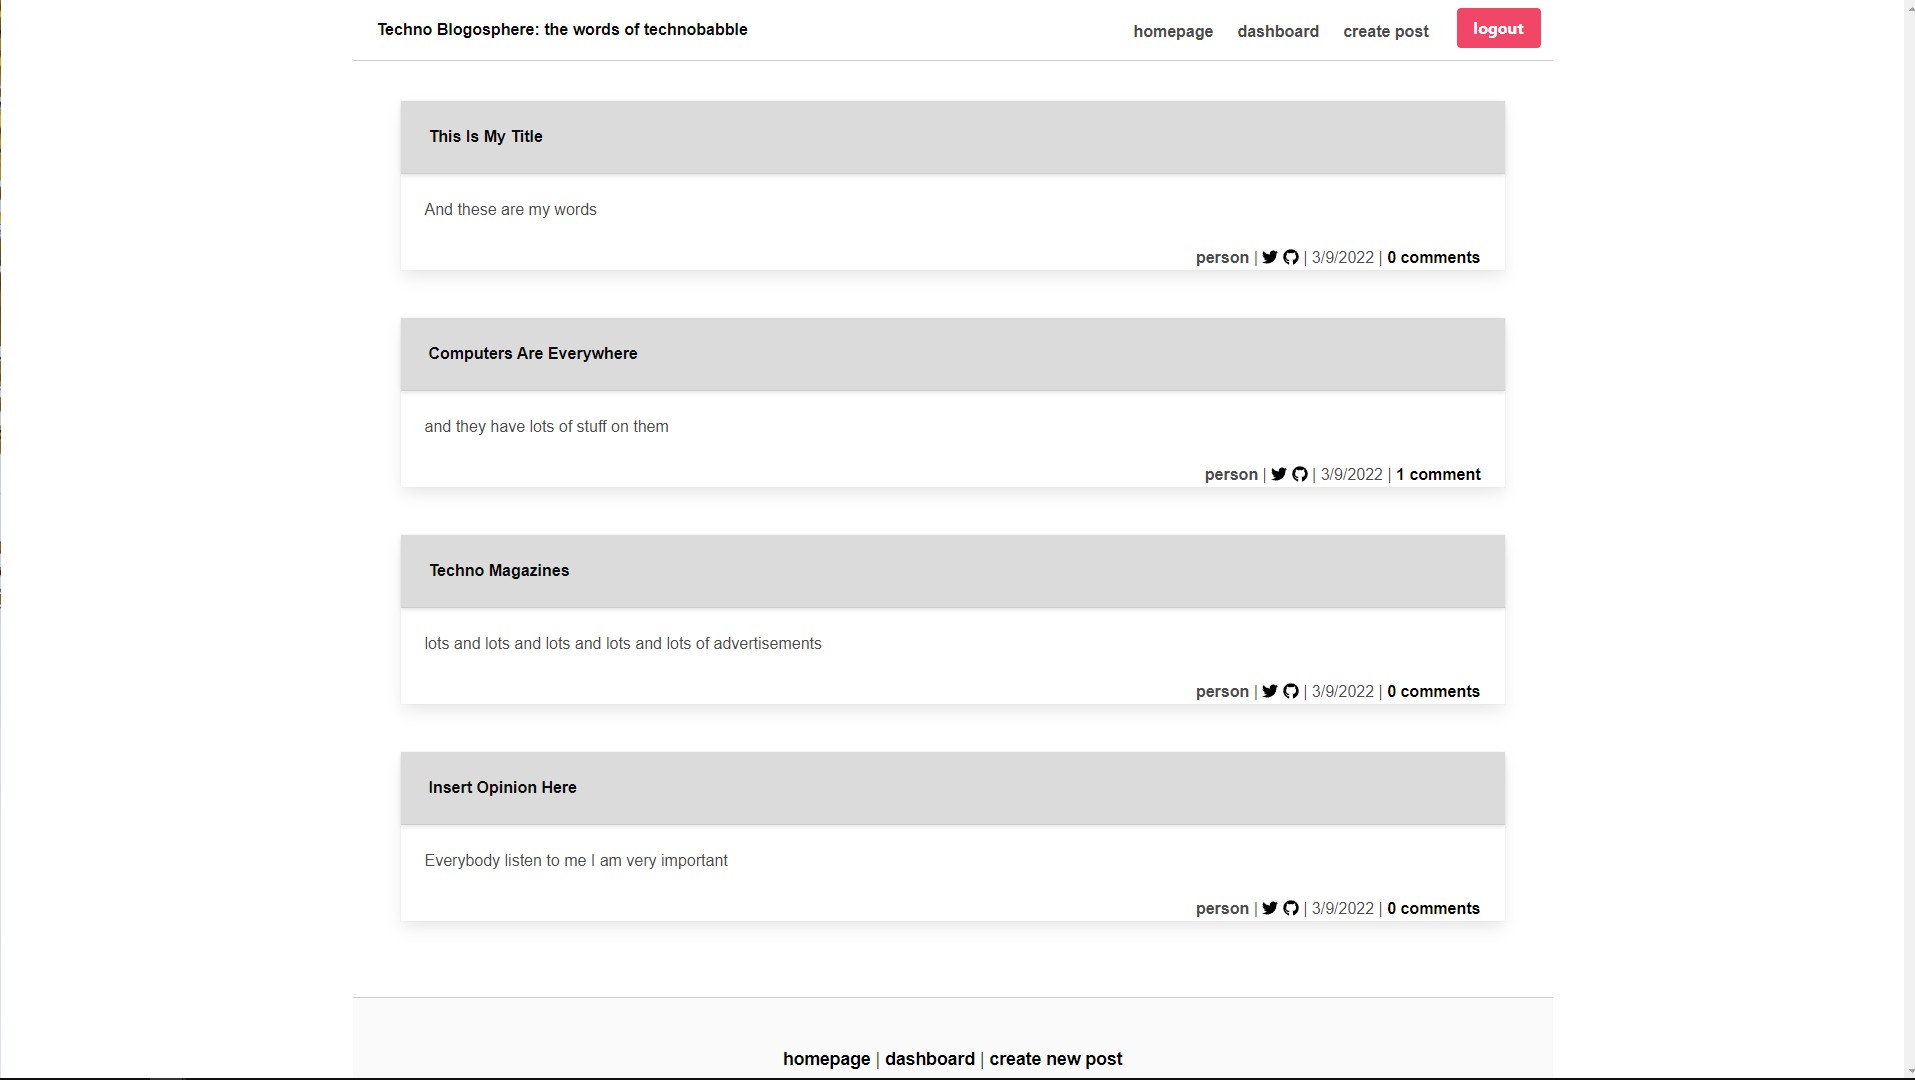 Techno Blogosphere: the words of technobabble homepage dashboard create post logout
This Is My Title
And these are my words
person | | 3/9/2022 | 0 comments
Computers Are Everywhere
and they have lots of stuff on them
person | | 3/9/2022 | 1 comment
Techno Magazines
lots and lots and lots and lots and lots of advertisements
person | | 3/9/2022 | 0 comments
Insert Opinion Here
Everybody listen to me I am very important
person | | 3/9/2022 | 0 comments
homepage | dashboard | create new post